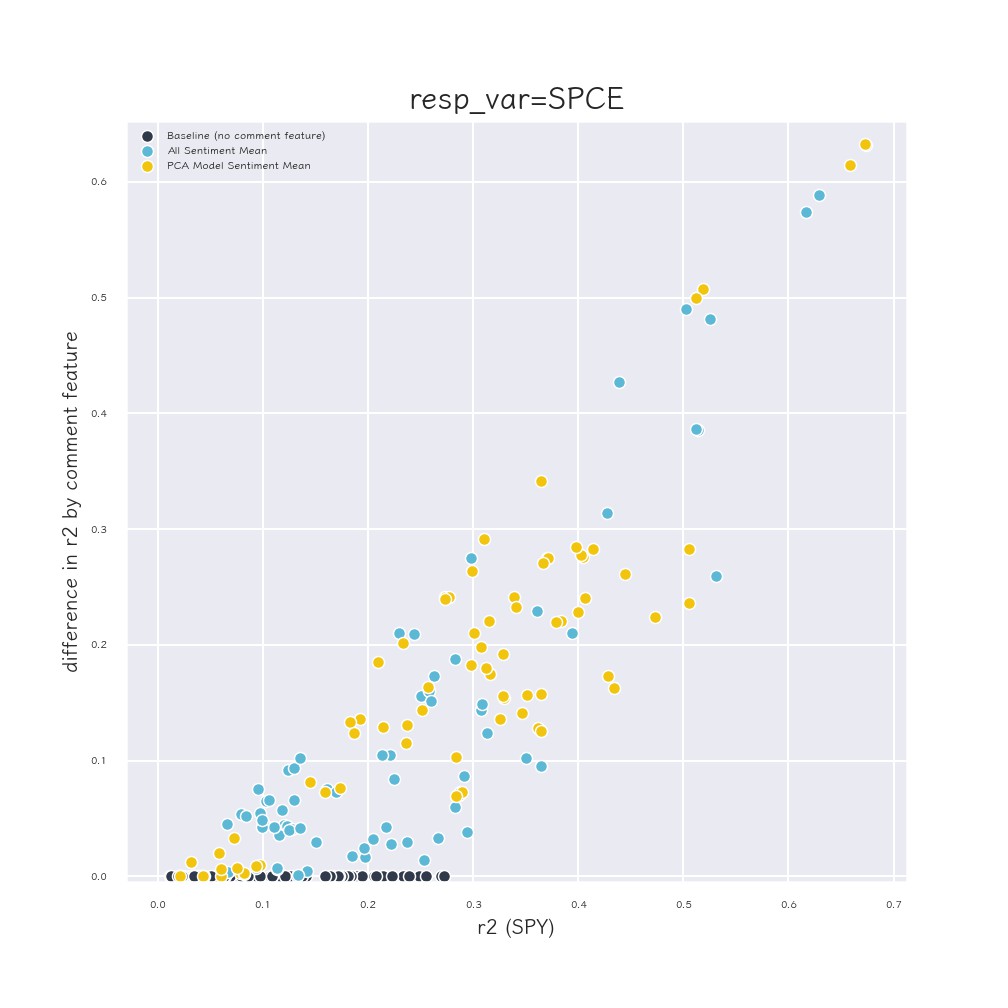 resp_var=SPCE
Baseline (no comment feature)
All Sentiment Mean
PCA Model Sentiment Mean
difference in r2 by comment feature
0.6
0.5
0.4
0.3
0.2
0.1
0.0
0.0 0.1 0.2 0.3 0.4 0.5 0.6 0.7
r2 (SPY)